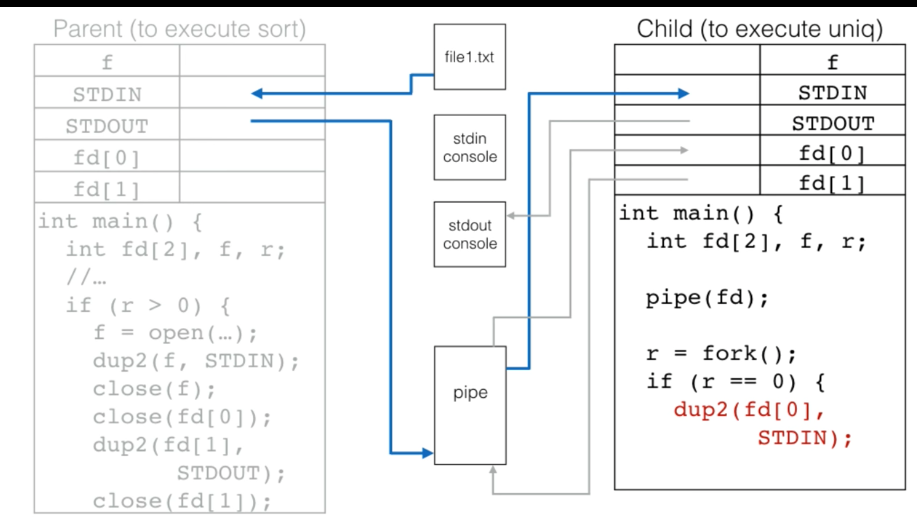 Parent (to execute sort)
f
STDIN
STDOUT
fd[0]
fd[1]
int main() {
int fd[2], f, r;
//…
if (r > 0) {
f = open(…);
dup2(f, STDIN);
close(f);
close(fd[0]);
dup2(fd[1],
STDOUT);
close(fd[1]);
file1.txt
stdin
console
stdout
console
pipe
Child (to execute uniq)
f
STDIN
STDOUT
fd[0]
fd[1]
int main() {
int fd[2], f, r;
pipe(fd);
r = fork();
if (r == 0) {
dup2(fd[0],
STDIN);